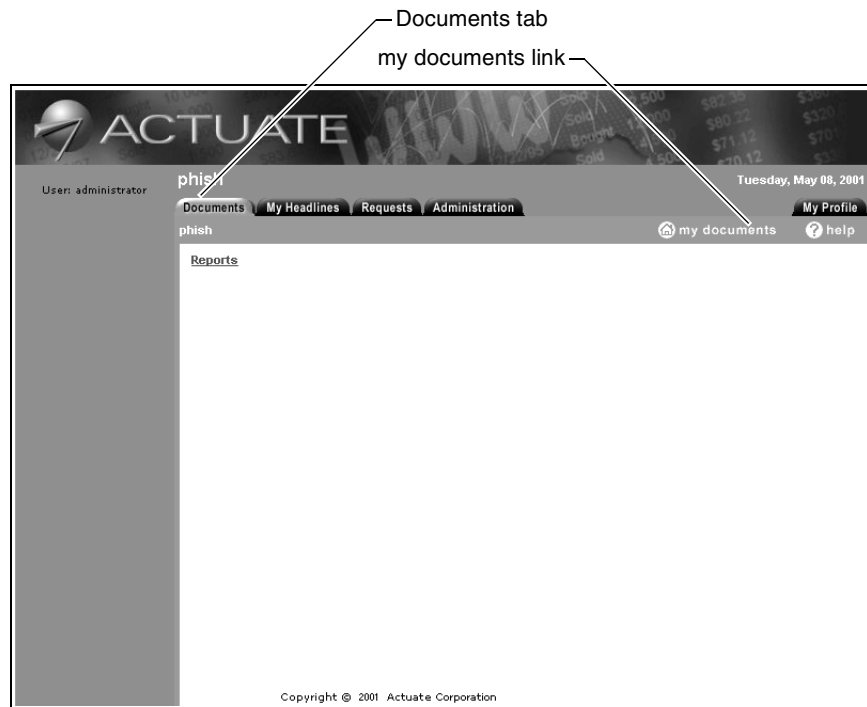 Documents tab
my documents link
ACTUATE
User: administrator
phish
Tuesday, May 08, 2001
Documents My Headlines Requests Administration My Profile
phish my documents ? help
Reports
Copyright © 2001 Actuate Corporation